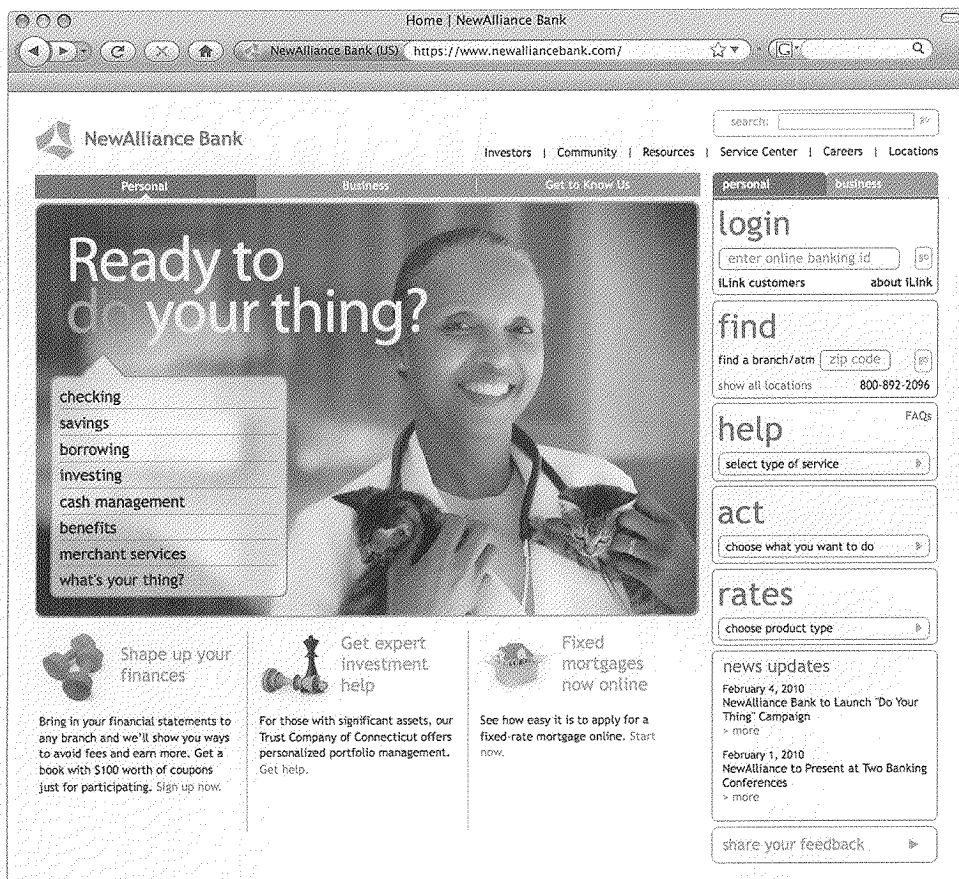 Home | NewAlliance Bank
NewAlliance Bank (US) https://www.newalliancebank.com/
G
NewAlliance Bank
search: go
Investors | Community | Resources | Service Center | Careers | Locations
Personal Business Get to Know Us
personal business
Ready to
do your thing?
checking
savings
borrowing
investing
cash management
benefits
merchant services
what's your thing?
login
enter online banking id go
iLink customers about iLink
find
find a branch/atm zip code go
show all locations 800-892-2096
FAQs
help
select type of service
act
choose what you want to do
rates
choose product type
news updates
February 4, 2010
NewAlliance Bank to Launch "Do Your
Thing" Campaign
> more
February 1, 2010
NewAlliance to Present at Two Banking
Conferences
> more
share your feedback
Shape up your
finances
Bring in your financial statements to
any branch and we'll show you ways
to avoid fees and earn more. Get a
book with $100 worth of coupons
just for participating. Sign up now.
Get expert
investment
help
For those with significant assets, our
Trust Company of Connecticut offers
personalized portfolio management.
Get help.
Fixed
mortgages
now online
See how easy it is to apply for a
fixed-rate mortgage online. Start
now.